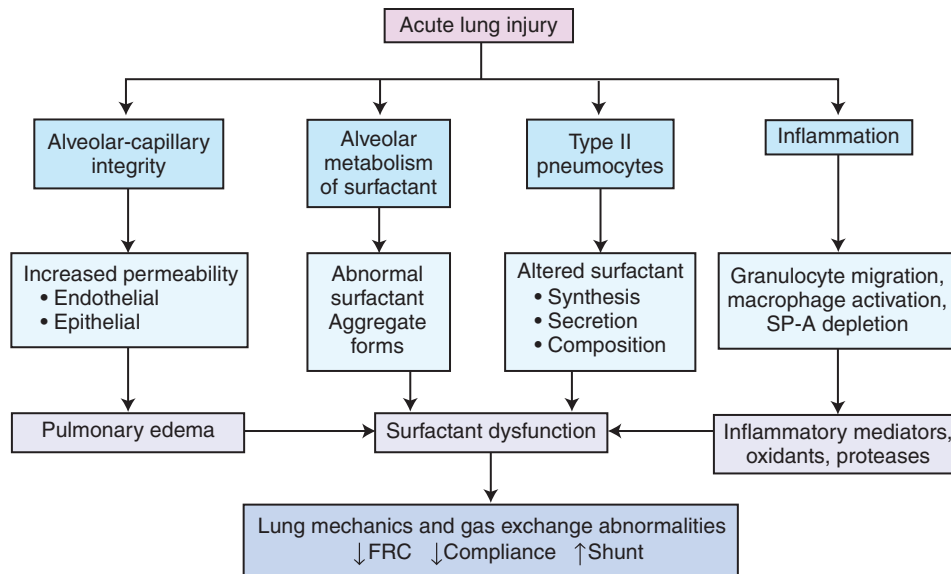 Acute lung injury
Alveolar-capillary
integrity
Alveolar
metabolism
of surfactant
Type II
pneumocytes
Inflammation
Increased permeability
• Endothelial
• Epithelial
Abnormal
surfactant
Aggregate
forms
Altered surfactant
• Synthesis
• Secretion
• Composition
Granulocyte migration,
macrophage activation,
SP-A depletion
Pulmonary edema
Surfactant dysfunction
Inflammatory mediators,
oxidants, proteases
Lung mechanics and gas exchange abnormalities
↓FRC ↓Compliance ↑Shunt